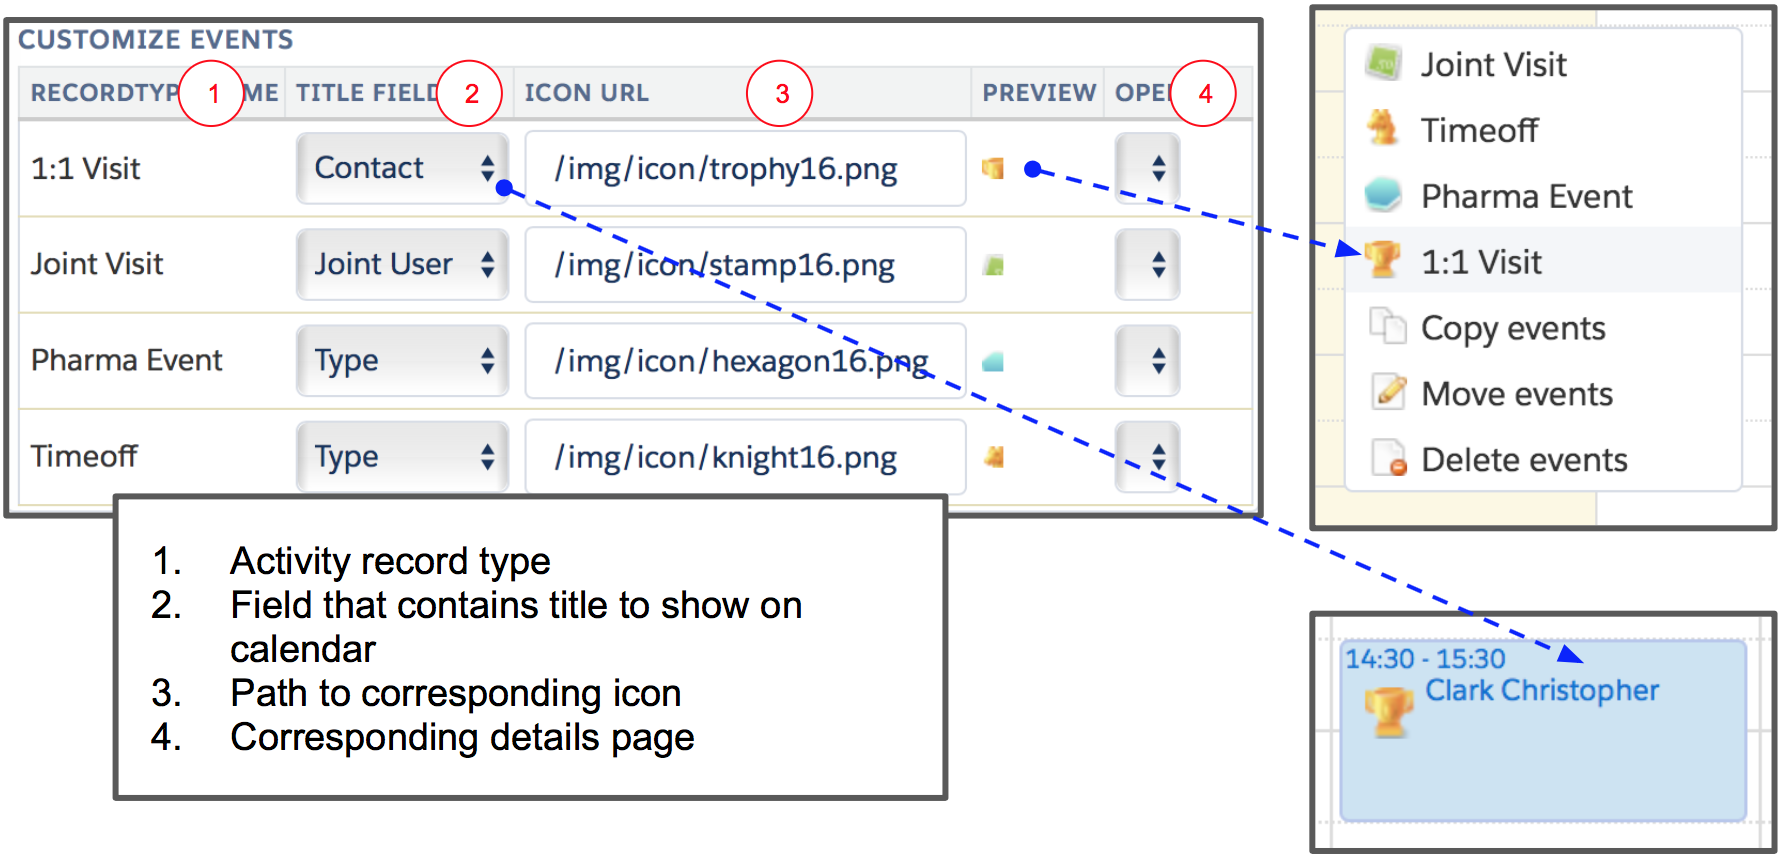 CUSTOMIZE EVENTS
RECORDTYP 1 ME TITLE FIELD 2 ICON URL 3 PREVIEW OPE 4
1:1 Visit Contact /img/icon/trophy16.png
Joint Visit Joint User /img/icon/stamp16.png
Pharma Event Type /img/icon/hexagon16.png
Timeoff Type /img/icon/knight16.png
1. Activity record type
2. Field that contains title to show on
calendar
3. Path to corresponding icon
4. Corresponding details page
Joint Visit
Timeoff
Pharma Event
1:1 Visit
Copy events
Move events
Delete events
14:30 - 15:30
Clark Christopher